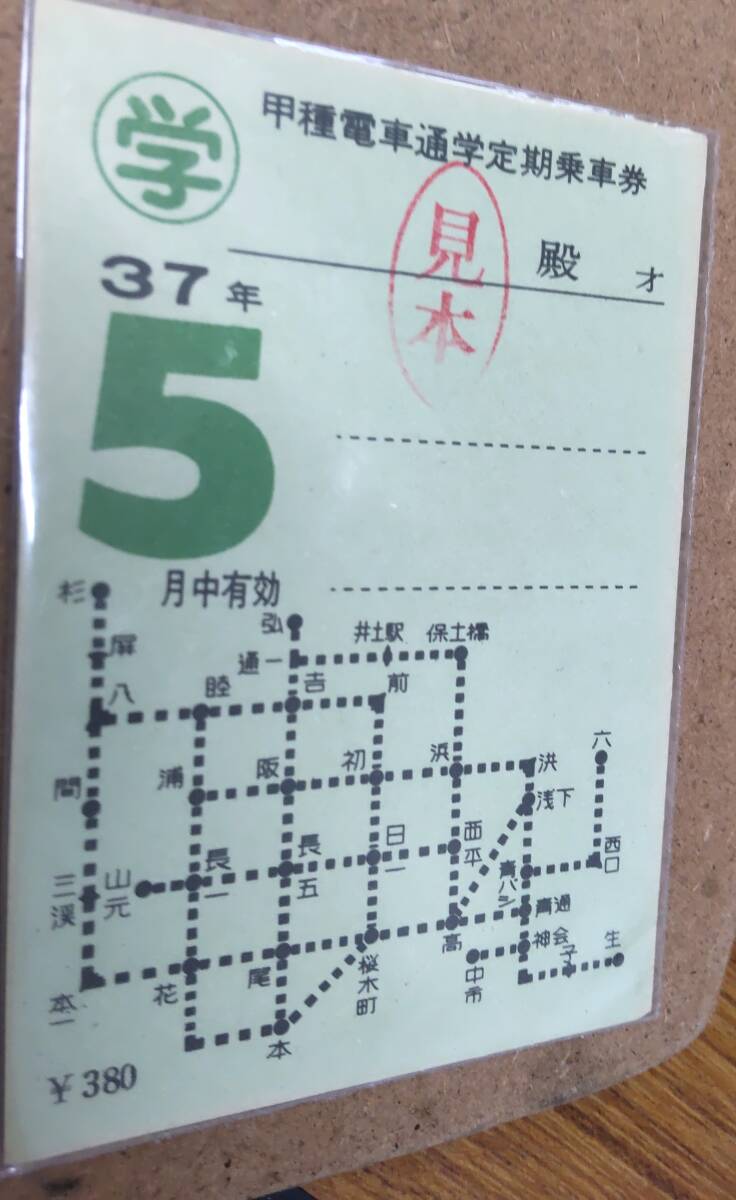 学
甲種電車通学定期乗車券
見本
殿 才
37年
5
月中有効
杉
弘
井土駅
保土橋
屏
通一
前
八
睦
吉
六
浦
阪
初
浜
洪
間
浅下
西口
三溪
山元
長一
長五
日一
西平
青バシ
青通
神会
子
生
本一
花
尾
桜木町
高
中市
本
¥380